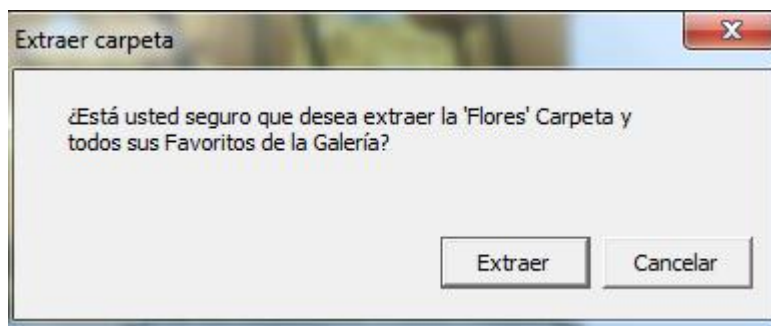 Extraer carpeta
¿Está usted seguro que desea extraer la 'Flores' Carpeta y
todos sus Favoritos de la Galería?
Extraer
Cancelar